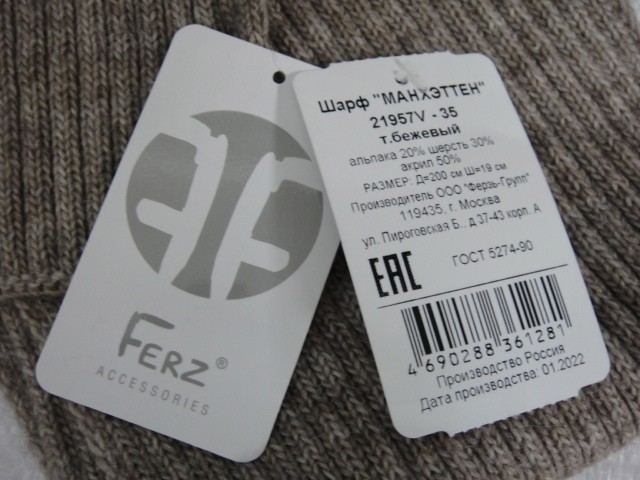 FERZ®
ACCESSORIES
Шарф "МАНХЭТТЕН"
21957V - 35
т.бежевый
альпака 20% шерсть 30%
акрил 50%
РАЗМЕР: Д=200 см Ш=19 см
Производитель ООО "Ферзь-Групп"
119435, г. Москва
ул. Пироговская Б., д 37-43 корп. А
ЕАС ГОСТ 5274-90
4 690288 361281
Производство Россия
Дата производства: 01.2022